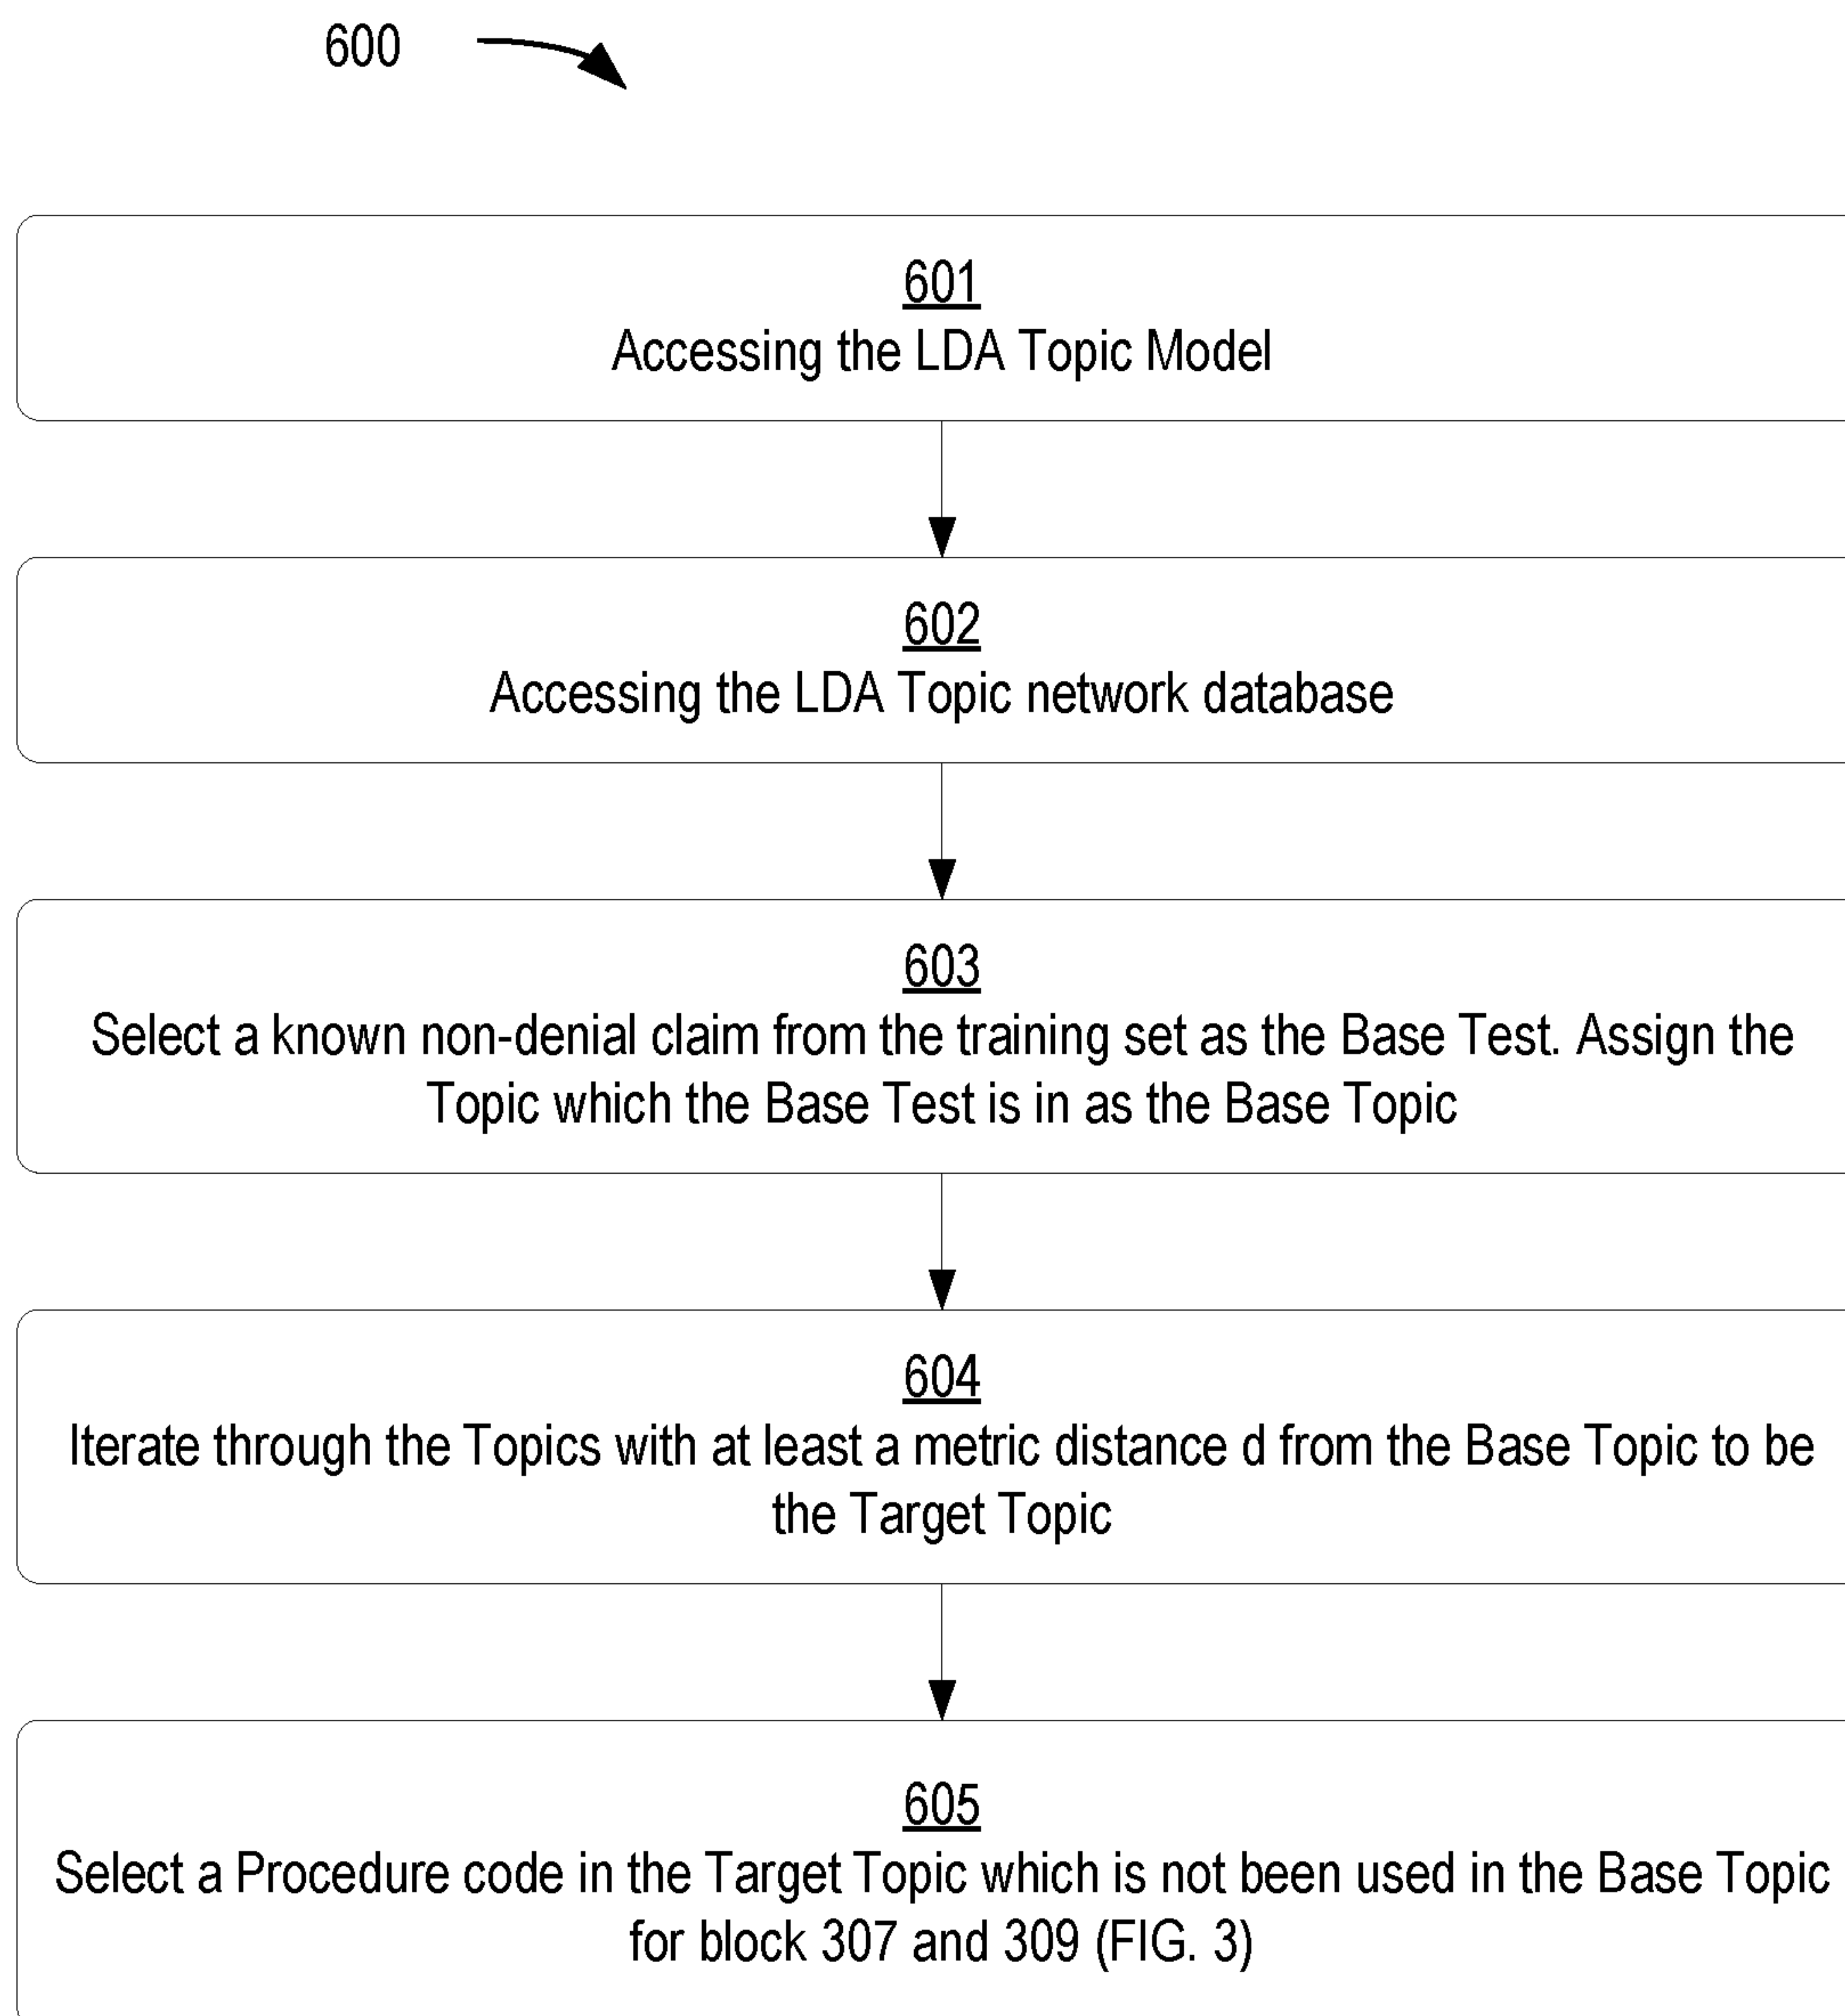 600
601
Accessing the LDA Topic Model
602
Accessing the LDA Topic network database
603
Select a known non-denial claim from the training set as the Base Test. Assign the
Topic which the Base Test is in as the Base Topic
604
Iterate through the Topics with at least a metric distance d from the Base Topic to be
the Target Topic
605
Select a Procedure code in the Target Topic which is not been used in the Base Topic
for block 307 and 309 (FIG. 3)